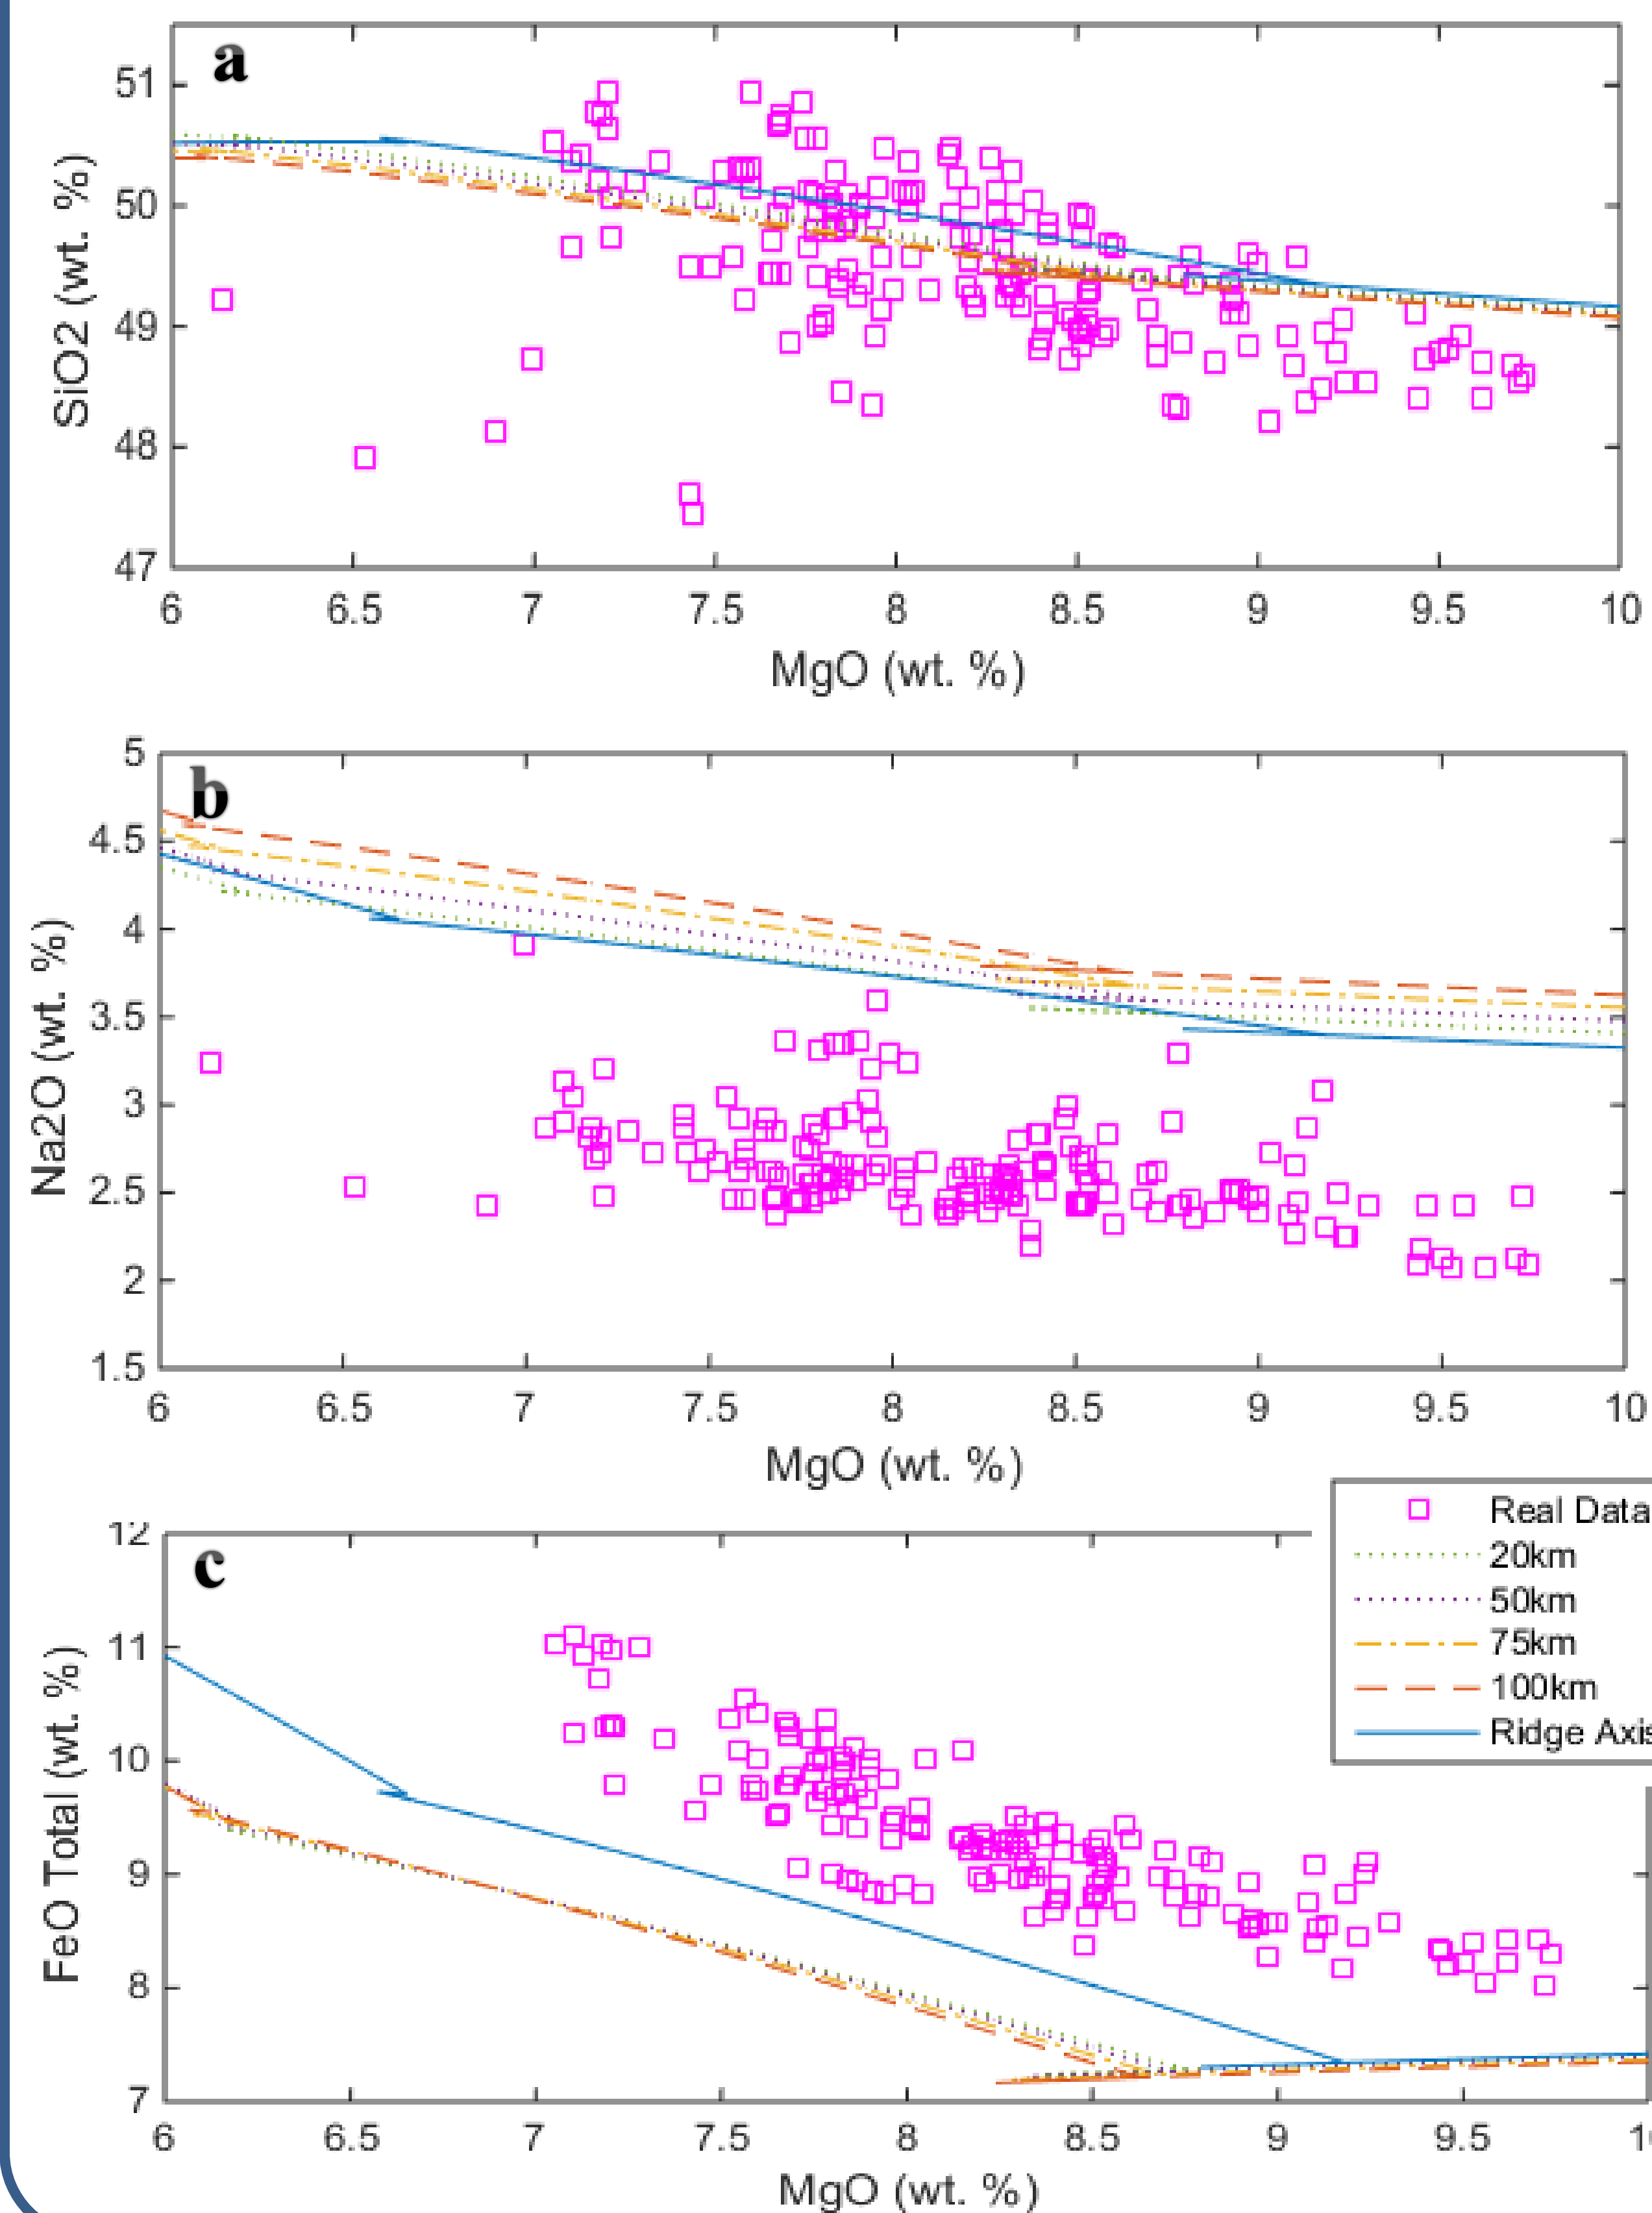 a
51
50
49
48
47
SiO2 (wt. %)
6 6.5 7 7.5 8 8.5 9 9.5 10
MgO (wt. %)
b
5
4.5
4
3.5
3
2.5
2
1.5
Na2O (wt. %)
6 6.5 7 7.5 8 8.5 9 9.5 10
MgO (wt. %)
c
12
11
10
9
8
7
FeO Total (wt. %)
Real Data
20km
50km
75km
100km
Ridge Axis
6 6.5 7 7.5 8 8.5 9 9.5
MgO (wt. %)